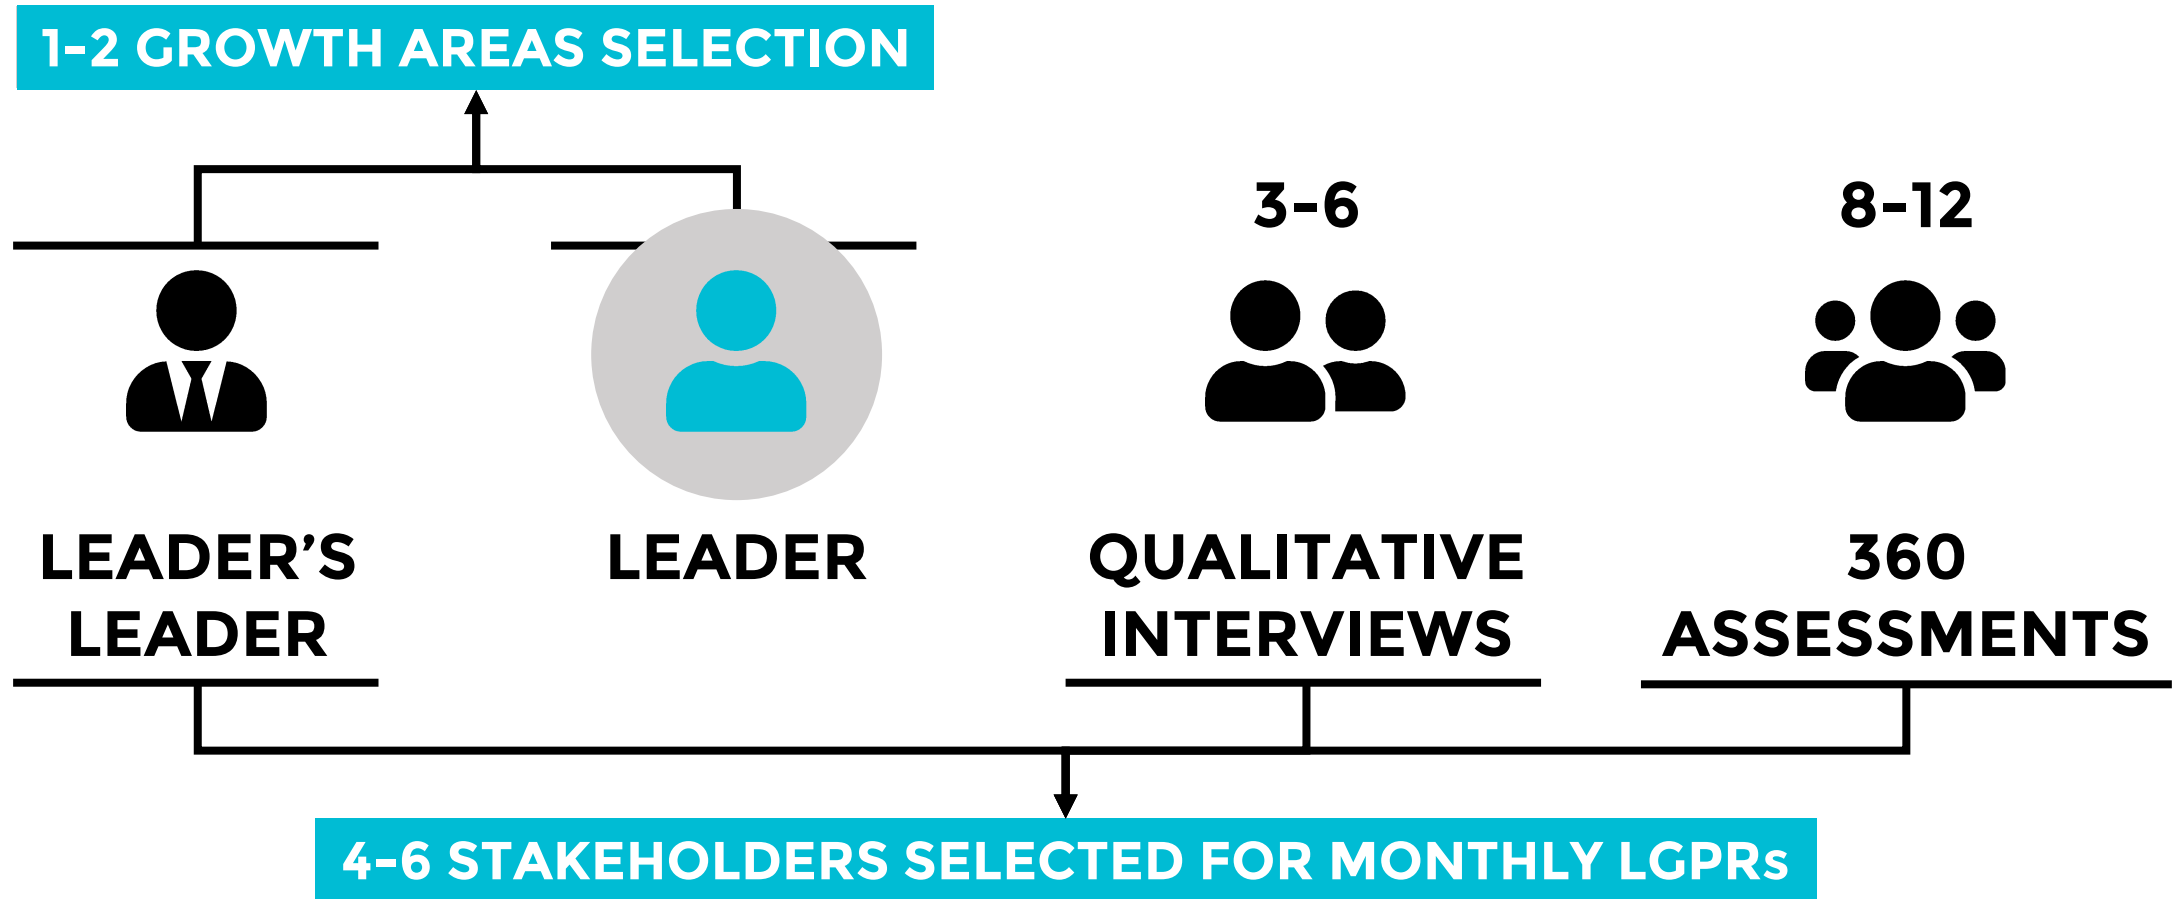 1-2 GROWTH AREAS SELECTION
3-6
8-12
LEADER’S
LEADER
LEADER
QUALITATIVE
INTERVIEWS
360
ASSESSMENTS
4-6 STAKEHOLDERS SELECTED FOR MONTHLY LGPRs